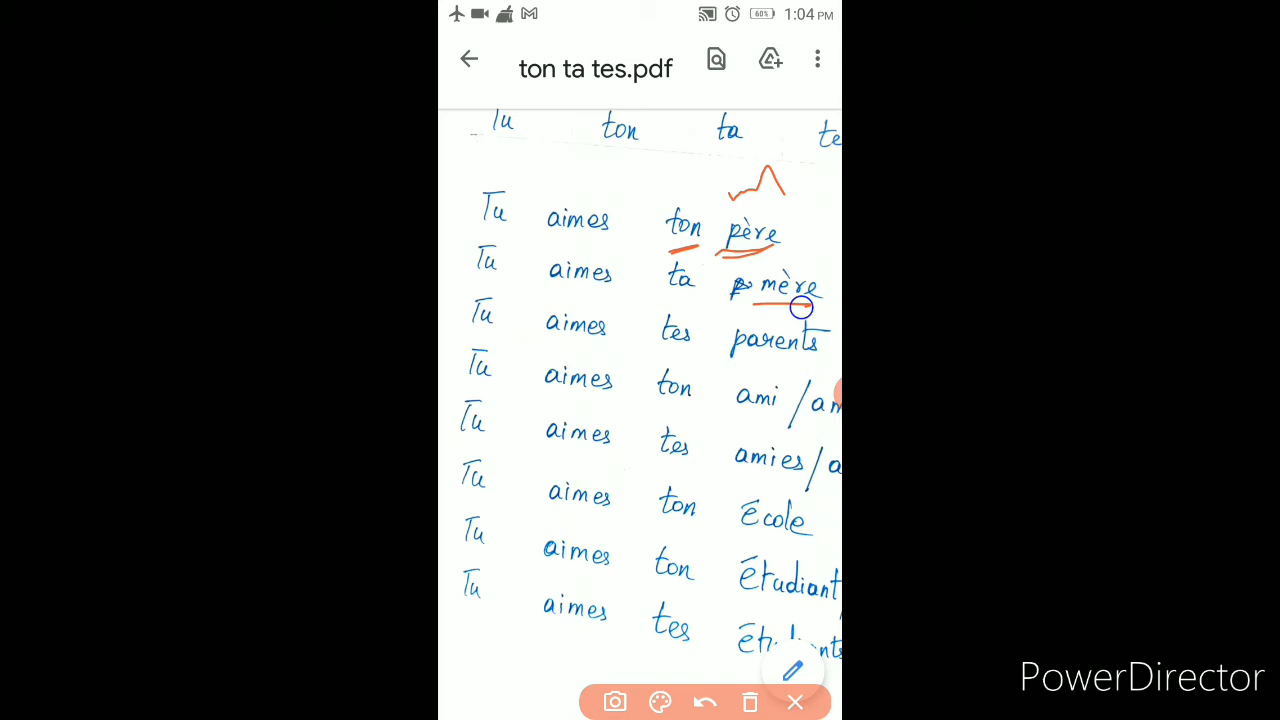 60% 1:04 PM
ton ta tes.pdf
Tu ton ta
Tu aimes ton père
Tu aimes ta mère
Tu aimes tes parents
Tu aimes ton ami /
Tu aimes tes amies /
Tu aimes ton école
Tu aimes ton étudiant
Tu aimes tes
PowerDirector